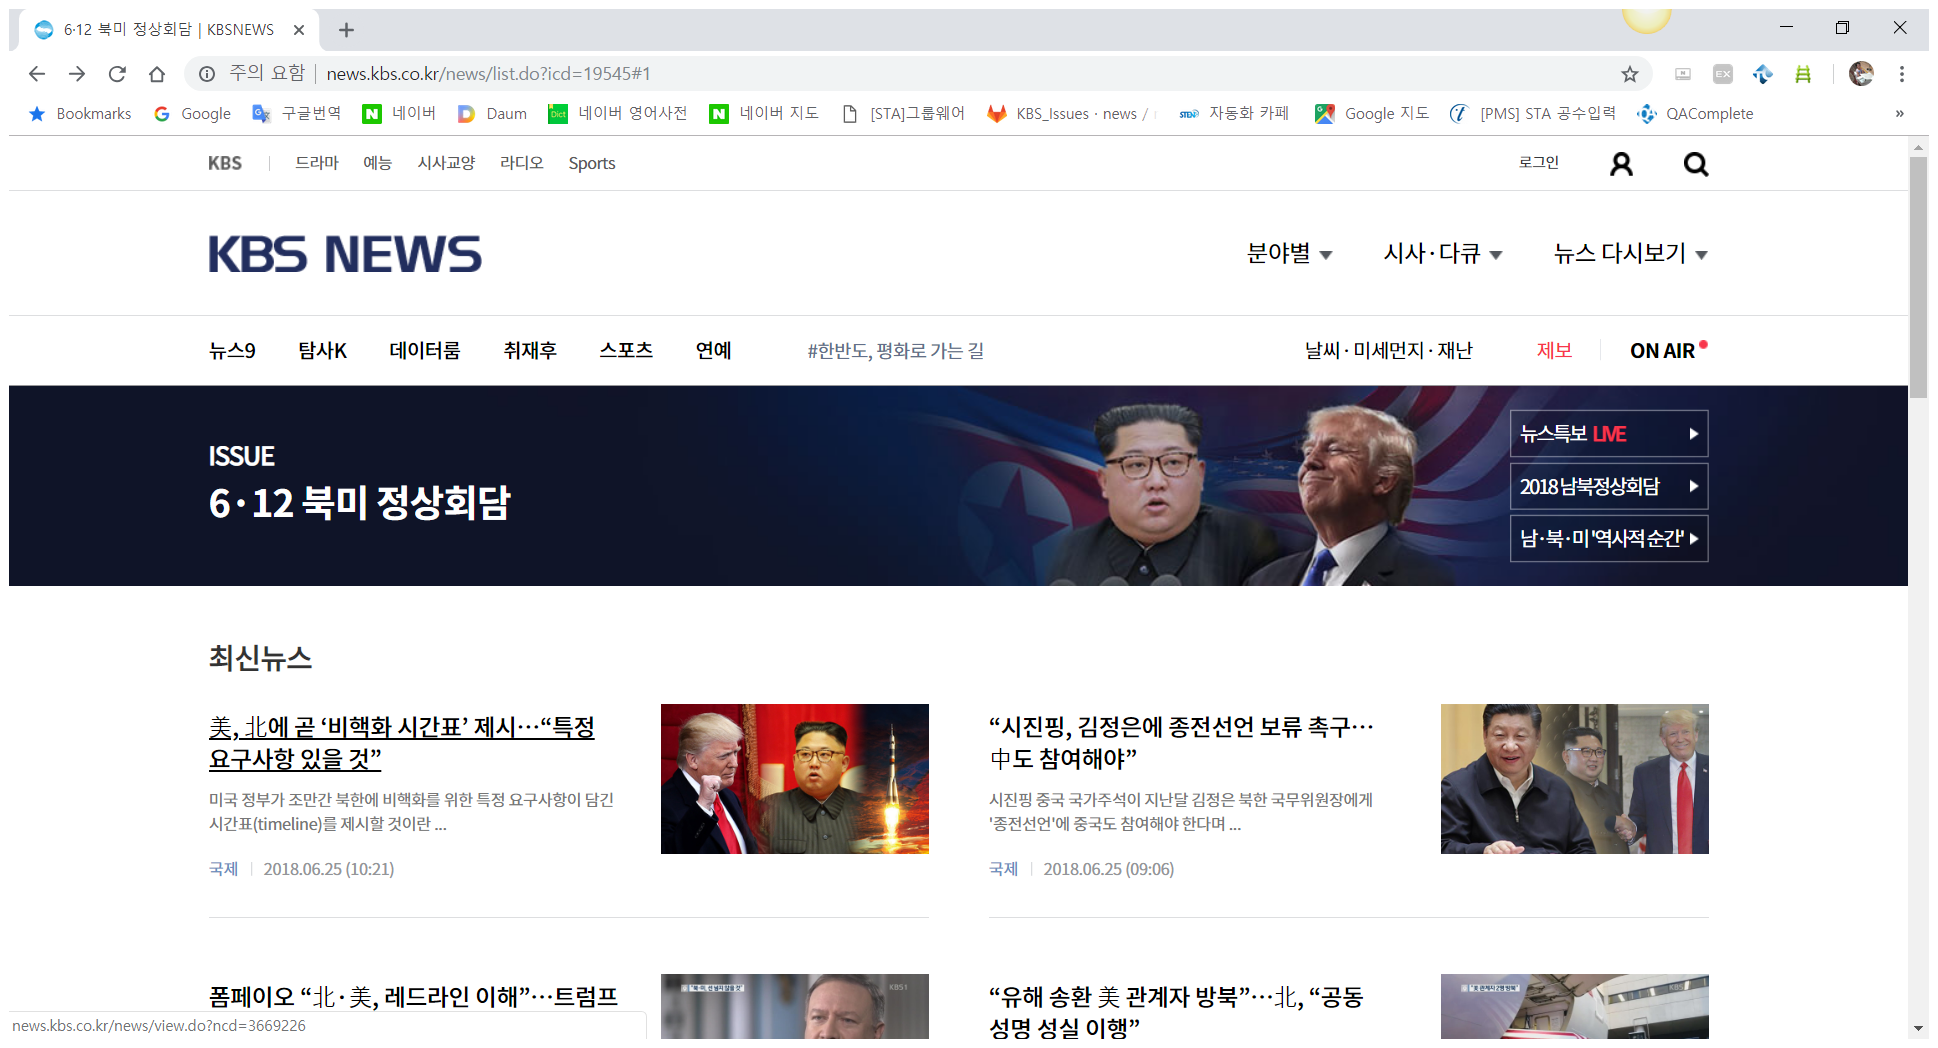 6·12 북미 정상회담 | KBSNEWS
주의 요함 | news.kbs.co.kr/news/list.do?icd=19545#1
EX
Bookmarks Google 구글번역 네이버 Daum 네이버 영어사전 네이버 지도 [STA]그룹웨어 KBS_Issues · news / 자동화 카페 Google 지도 [PMS] STA 공수입력 QAComplete »
KBS 드라마 예능 시사교양 라디오 Sports 로그인
KBS NEWS 분야별 시사·다큐 뉴스 다시보기
뉴스9 탐사K 데이터룸 취재후 스포츠 연예 #한반도, 평화로 가는 길 날씨·미세먼지·재난 제보 ON AIR
ISSUE
6·12 북미 정상회담
뉴스특보 LIVE
2018 남북정상회담
남·북·미 '역사적 순간'
최신뉴스
美, 北에 곧 ‘비핵화 시간표’ 제시…“특정
요구사항 있을 것”
미국 정부가 조만간 북한에 비핵화를 위한 특정 요구사항이 담긴
시간표(timeline)를 제시할 것이란 ...
국제 2018.06.25 (10:21)
“시진핑, 김정은에 종전선언 보류 촉구…
中도 참여해야”
시진핑 중국 국가주석이 지난달 김정은 북한 국무위원장에게
'종전선언'에 중국도 참여해야 한다며 ...
국제 2018.06.25 (09:06)
폼페이오 “北·美, 레드라인 이해”…트럼프
KBS1
“유해 송환 美 관계자 방북”…北, “공동
성명 성실 이행”
news.kbs.co.kr/news/view.do?ncd=3669226